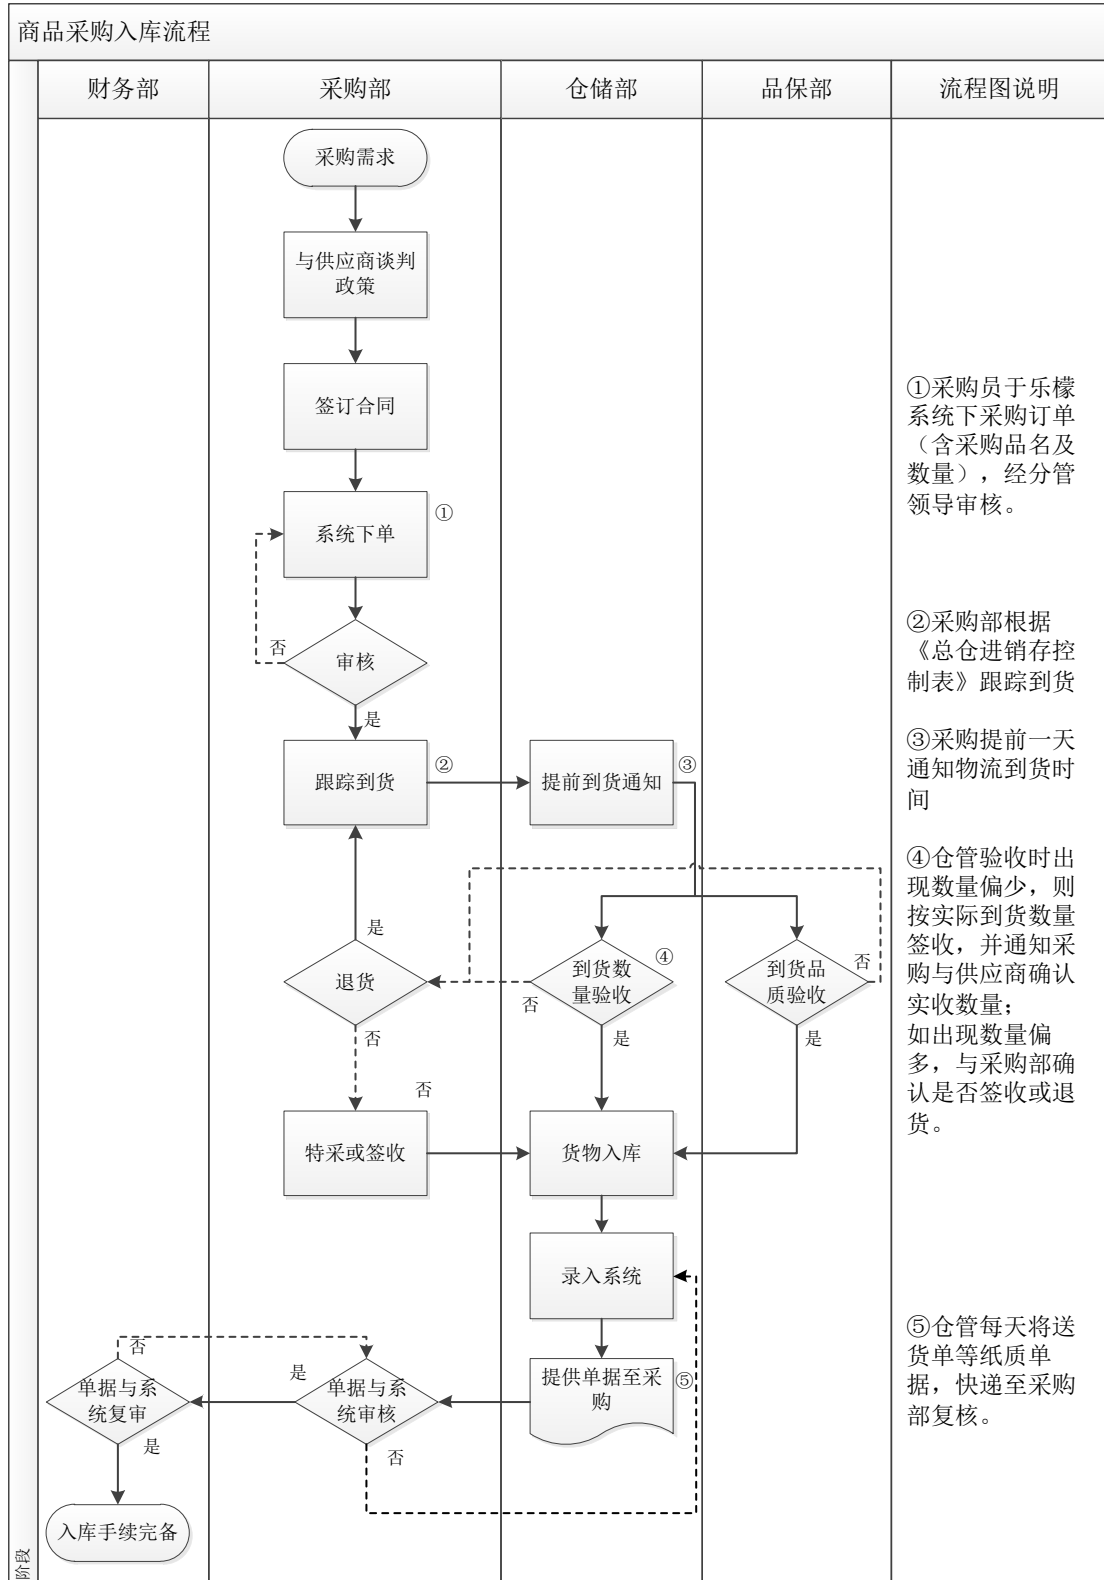 商品采购入库流程
财务部
采购部
仓储部
品保部
流程图说明
采购需求
与供应商谈判
政策
签订合同
①采购员于乐檬
系统下采购订单
（含采购品名及
数量），经分管
领导审核。
系统下单
①
否
审核
是
②采购部根据
《总仓进销存控
制表》跟踪到货
跟踪到货
②
提前到货通知
③
③采购提前一天
通知物流到货时
间
④仓管验收时出
现数量偏少，则
按实际到货数量
签收，并通知采
购与供应商确认
实收数量；
如出现数量偏
多，与采购部确
认是否签收或退
货。
是
退货
否
到货数
量验收
④
否
是
到货品
质验收
否
是
否
特采或签收
货物入库
录入系统
提供单据至采
购
⑤
⑤仓管每天将送
货单等纸质单
据，快递至采购
部复核。
否
单据与系
统复审
是
是
单据与系
统审核
否
入库手续完备
阶段